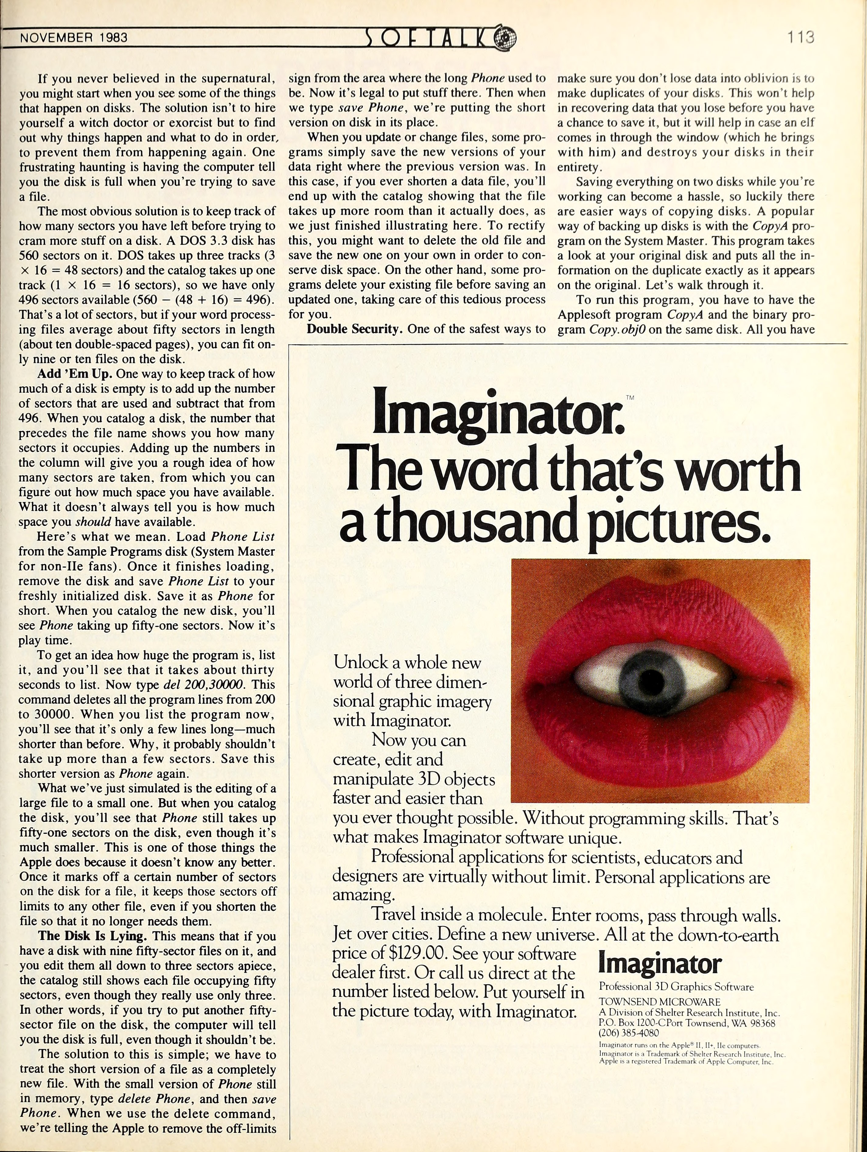 NOVEMBER 1983
SOFTALK
113
If you never believed in the supernatural,
you might start when you see some of the things
that happen on disks. The solution isn't to hire
yourself a witch doctor or exorcist but to find
out why things happen and what to do in order,
to prevent them from happening again. One
frustrating haunting is having the computer tell
you the disk is full when you're trying to save
a file.
The most obvious solution is to keep track of
how many sectors you have left before trying to
cram more stuff on a disk. A DOS 3.3 disk has
560 sectors on it. DOS takes up three tracks (3
× 16 = 48 sectors) and the catalog takes up one
track (1 × 16 = 16 sectors), so we have only
496 sectors available (560 − (48 + 16) = 496).
That's a lot of sectors, but if your word process-
ing files average about fifty sectors in length
(about ten double-spaced pages), you can fit on-
ly nine or ten files on the disk.
Add 'Em Up. One way to keep track of how
much of a disk is empty is to add up the number
of sectors that are used and subtract that from
496. When you catalog a disk, the number that
precedes the file name shows you how many
sectors it occupies. Adding up the numbers in
the column will give you a rough idea of how
many sectors are taken, from which you can
figure out how much space you have available.
What it doesn't always tell you is how much
space you should have available.
Here's what we mean. Load Phone List
from the Sample Programs disk (System Master
for non-IIe fans). Once it finishes loading,
remove the disk and save Phone List to your
freshly initialized disk. Save it as Phone for
short. When you catalog the new disk, you'll
see Phone taking up fifty-one sectors. Now it's
play time.
To get an idea how huge the program is, list
it, and you'll see that it takes about thirty
seconds to list. Now type del 200,30000. This
command deletes all the program lines from 200
to 30000. When you list the program now,
you'll see that it's only a few lines long—much
shorter than before. Why, it probably shouldn't
take up more than a few sectors. Save this
shorter version as Phone again.
What we've just simulated is the editing of a
large file to a small one. But when you catalog
the disk, you'll see that Phone still takes up
fifty-one sectors on the disk, even though it's
much smaller. This is one of those things the
Apple does because it doesn't know any better.
Once it marks off a certain number of sectors
on the disk for a file, it keeps those sectors off
limits to any other file, even if you shorten the
file so that it no longer needs them.
The Disk Is Lying. This means that if you
have a disk with nine fifty-sector files on it, and
you edit them all down to three sectors apiece,
the catalog still shows each file occupying fifty
sectors, even though they really use only three.
In other words, if you try to put another fifty-
sector file on the disk, the computer will tell
you the disk is full, even though it shouldn't be.
The solution to this is simple; we have to
treat the short version of a file as a completely
new file. With the small version of Phone still
in memory, type delete Phone, and then save
Phone. When we use the delete command,
we're telling the Apple to remove the off-limits
sign from the area where the long Phone used to
be. Now it's legal to put stuff there. Then when
we type save Phone, we're putting the short
version on disk in its place.
When you update or change files, some pro-
grams simply save the new versions of your
data right where the previous version was. In
this case, if you ever shorten a data file, you'll
end up with the catalog showing that the file
takes up more room than it actually does, as
we just finished illustrating here. To rectify
this, you might want to delete the old file and
save the new one on your own in order to con-
serve disk space. On the other hand, some pro-
grams delete your existing file before saving an
updated one, taking care of this tedious process
for you.
Double Security. One of the safest ways to
make sure you don't lose data into oblivion is to
make duplicates of your disks. This won't help
in recovering data that you lose before you have
a chance to save it, but it will help in case an elf
comes in through the window (which he brings
with him) and destroys your disks in their
entirety.
Saving everything on two disks while you're
working can become a hassle, so luckily there
are easier ways of copying disks. A popular
way of backing up disks is with the CopyA pro-
gram on the System Master. This program takes
a look at your original disk and puts all the in-
formation on the duplicate exactly as it appears
on the original. Let's walk through it.
To run this program, you have to have the
Applesoft program CopyA and the binary pro-
gram Copy.obj0 on the same disk. All you have
Imaginator.™
The word that's worth
a thousand pictures.
Unlock a whole new
world of three dimen-
sional graphic imagery
with Imaginator.
Now you can
create, edit and
manipulate 3D objects
faster and easier than
you ever thought possible. Without programming skills. That's
what makes Imaginator software unique.
Professional applications for scientists, educators and
designers are virtually without limit. Personal applications are
amazing.
Travel inside a molecule. Enter rooms, pass through walls.
Jet over cities. Define a new universe. All at the down-to-earth
price of $129.00. See your software
dealer first. Or call us direct at the
number listed below. Put yourself in
the picture today, with Imaginator.
Imaginator
Professional 3D Graphics Software
TOWNSEND MICROWARE
A Division of Shelter Research Institute, Inc.
P.O. Box 1200-C Port Townsend, WA 98368
(206) 385-4080
Imaginator runs on the Apple® II, II+, IIe computers.
Imaginator is a Trademark of Shelter Research Institute, Inc.
Apple is a registered Trademark of Apple Computer, Inc.